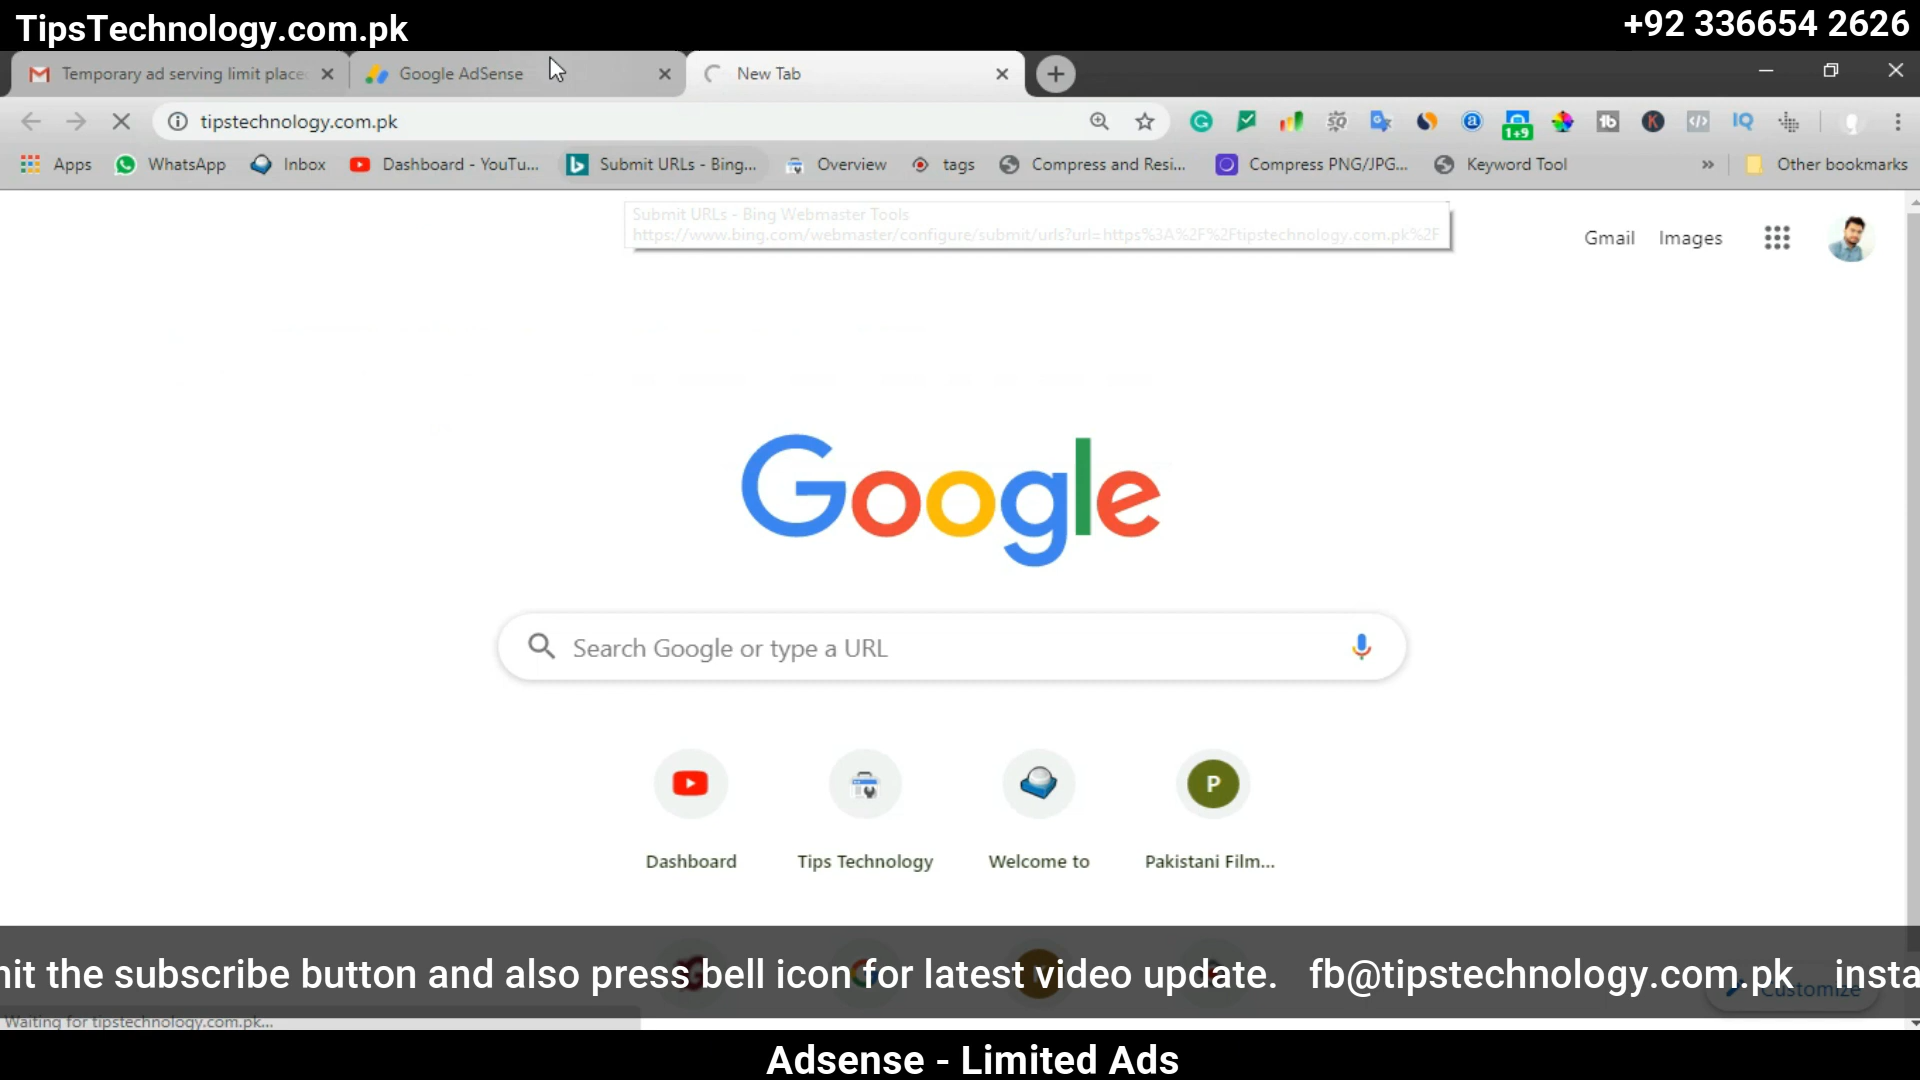 TipsTechnology.com.pk
+92 336654 2626
Temporary ad serving limit place
Google AdSense
New Tab
tipstechnology.com.pk
1+9
Apps
WhatsApp
Inbox
Dashboard - YouTu...
Submit URLs - Bing...
Overview
tags
Compress and Resi...
Compress PNG/JPG...
Keyword Tool
»
Other bookmarks
Submit URLs - Bing Webmaster Tools
https://www.bing.com/webmaster/configure/submit/urls?url=https%3A%2F%2Ftipstechnology.com.pk%2F
Gmail
Images
Google
Search Google or type a URL
P
Dashboard
Tips Technology
Welcome to
Pakistani Film...
hit the subscribe button and also press bell icon for latest video update. fb@tipstechnology.com.pk insta
Customize
Waiting for tipstechnology.com.pk...
Adsense - Limited Ads